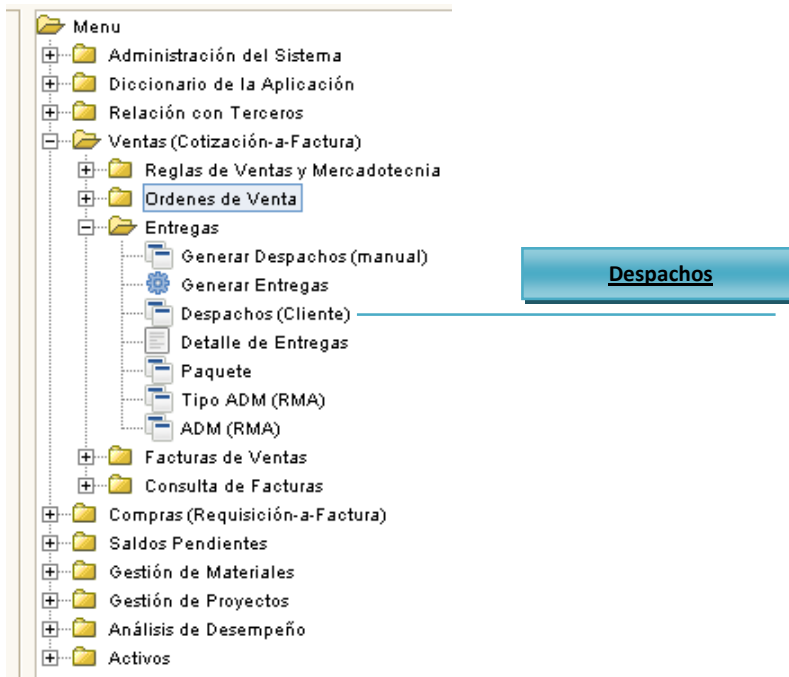 Menu
Administración del Sistema
Diccionario de la Aplicación
Relación con Terceros
Ventas (Cotización-a-Factura)
Reglas de Ventas y Mercadotecnia
Ordenes de Venta
Entregas
Generar Despachos (manual)
Generar Entregas
Despachos (Cliente)
Despachos
Detalle de Entregas
Paquete
Tipo ADM (RMA)
ADM (RMA)
Facturas de Ventas
Consulta de Facturas
Compras (Requisición-a-Factura)
Saldos Pendientes
Gestión de Materiales
Gestión de Proyectos
Análisis de Desempeño
Activos